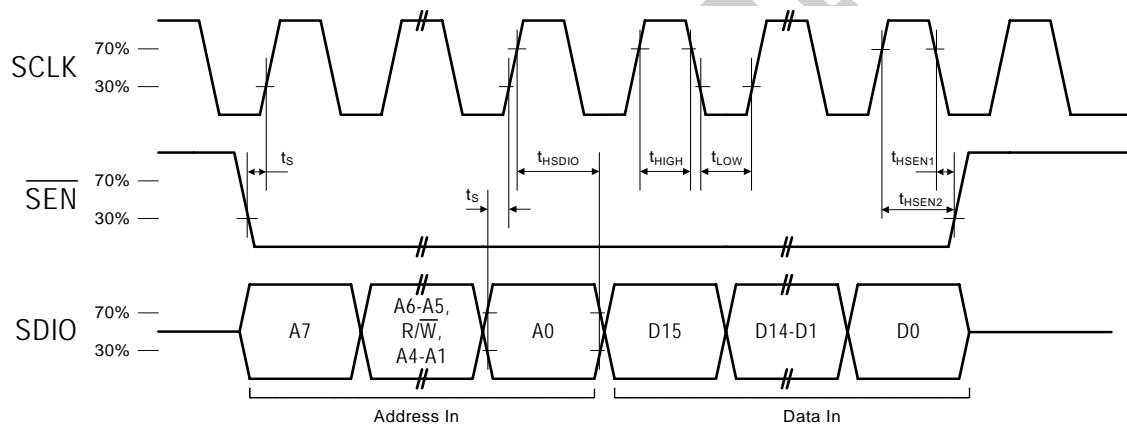 SCLK
70%
30%
tS
tHSDIO
tHIGH
tLOW
tHSEN1
tHSEN2
SEN
70%
30%
tS
SDIO
70%
30%
A7
A6-A5,
R/W,
A4-A1
A0
D15
D14-D1
D0
Address In
Data In